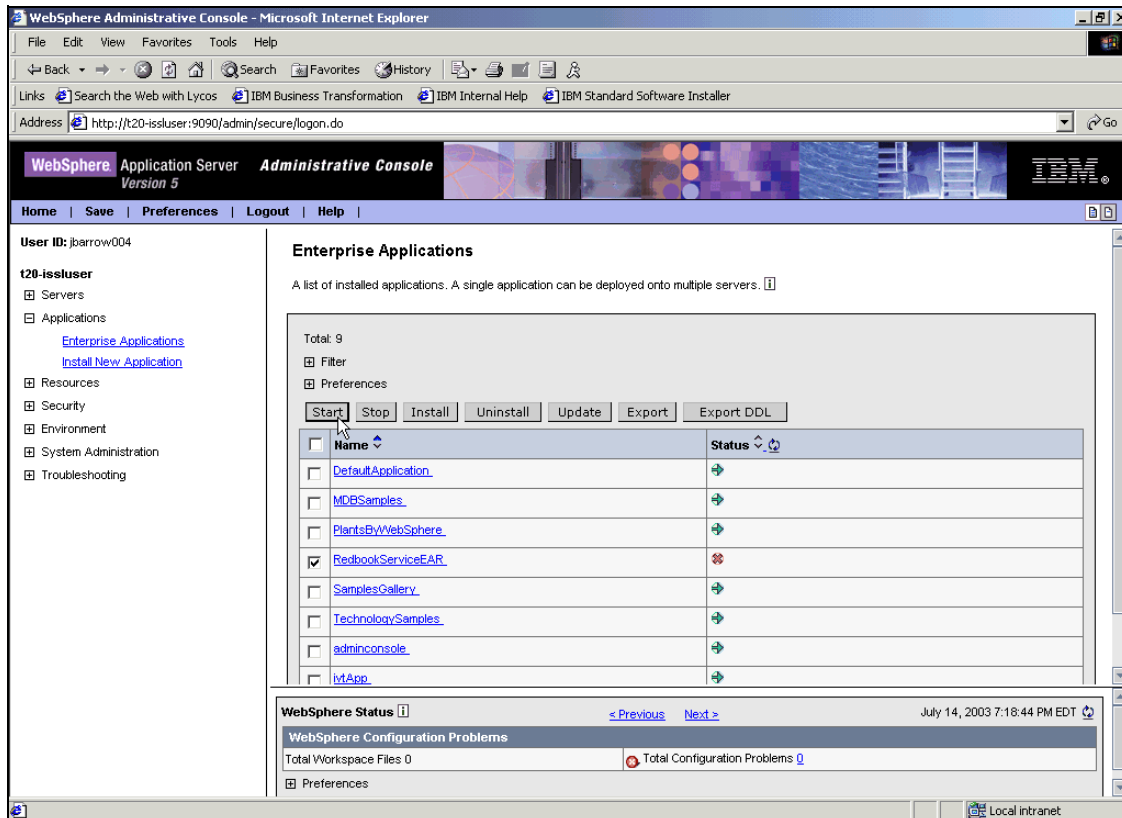 WebSphere Administrative Console - Microsoft Internet Explorer
File Edit View Favorites Tools Help
Back Search Favorites History
Links Search the Web with Lycos IBM Business Transformation IBM Internal Help IBM Standard Software Installer
Address http://t20-issluser:9090/admin/secure/logon.do Go
WebSphere Application Server Administrative Console
Version 5
IBM
Home | Save | Preferences | Logout | Help |
User ID: jbarrow004
t20-issluser
Servers
Applications
Enterprise Applications
Install New Application
Resources
Security
Environment
System Administration
Troubleshooting
Enterprise Applications
A list of installed applications. A single application can be deployed onto multiple servers. i
Total: 9
Filter
Preferences
Start Stop Install Uninstall Update Export Export DDL
Name Status
DefaultApplication
MDBSamples
PlantsByWebSphere
RedbookServiceEAR
SamplesGallery
TechnologySamples
adminconsole
ivtApp
WebSphere Status i < Previous Next > July 14, 2003 7:18:44 PM EDT
WebSphere Configuration Problems
Total Workspace Files 0 Total Configuration Problems 0
Preferences
Local intranet